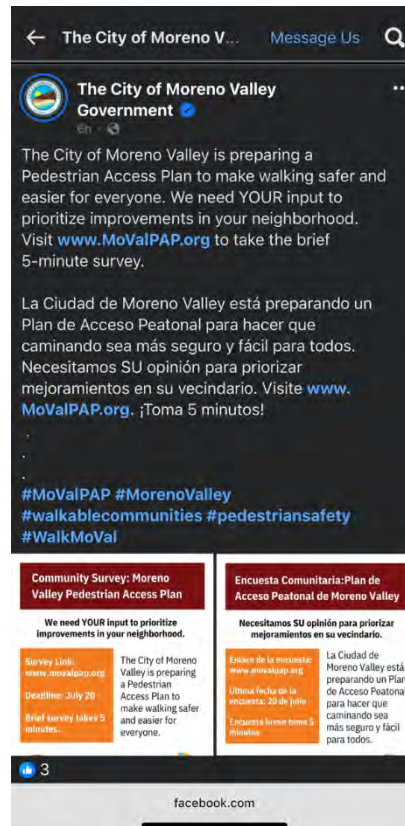 The City of Moreno V...
Message Us
The City of Moreno Valley
Government
6h
The City of Moreno Valley is preparing a
Pedestrian Access Plan to make walking safer and
easier for everyone. We need YOUR input to
prioritize improvements in your neighborhood.
Visit www.MoValPAP.org to take the brief
5-minute survey.
La Ciudad de Moreno Valley está preparando un
Plan de Acceso Peatonal para hacer que
caminando sea más seguro y fácil para todos.
Necesitamos SU opinión para priorizar
mejoramientos en su vecindario. Visite www.
MoValPAP.org. ¡Toma 5 minutos!
.
.
.
#MoValPAP #MorenoValley
#walkablecommunities #pedestriansafety
#WalkMoVal
Community Survey: Moreno
Valley Pedestrian Access Plan
We need YOUR input to prioritize
improvements in your neighborhood.
Survey Link:
www.movalpap.org
Deadline: July 20
Brief survey takes 5
minutes.
The City of Moreno
Valley is preparing
a Pedestrian
Access Plan to
make walking safer
and easier for
everyone.
Encuesta Comunitaria:Plan de
Acceso Peatonal de Moreno Valley
Necesitamos SU opinión para priorizar
mejoramientos en su vecindario.
Enlace de la encuesta:
www.movalpap.org
Ultima fecha de la
encuesta: 20 de julio
Encuesta breve toma 5
minutos
La Ciudad de
Moreno Valley está
preparando un Plan
de Acceso Peatonal
para hacer que
caminando sea
más seguro y fácil
para todos.
3
facebook.com